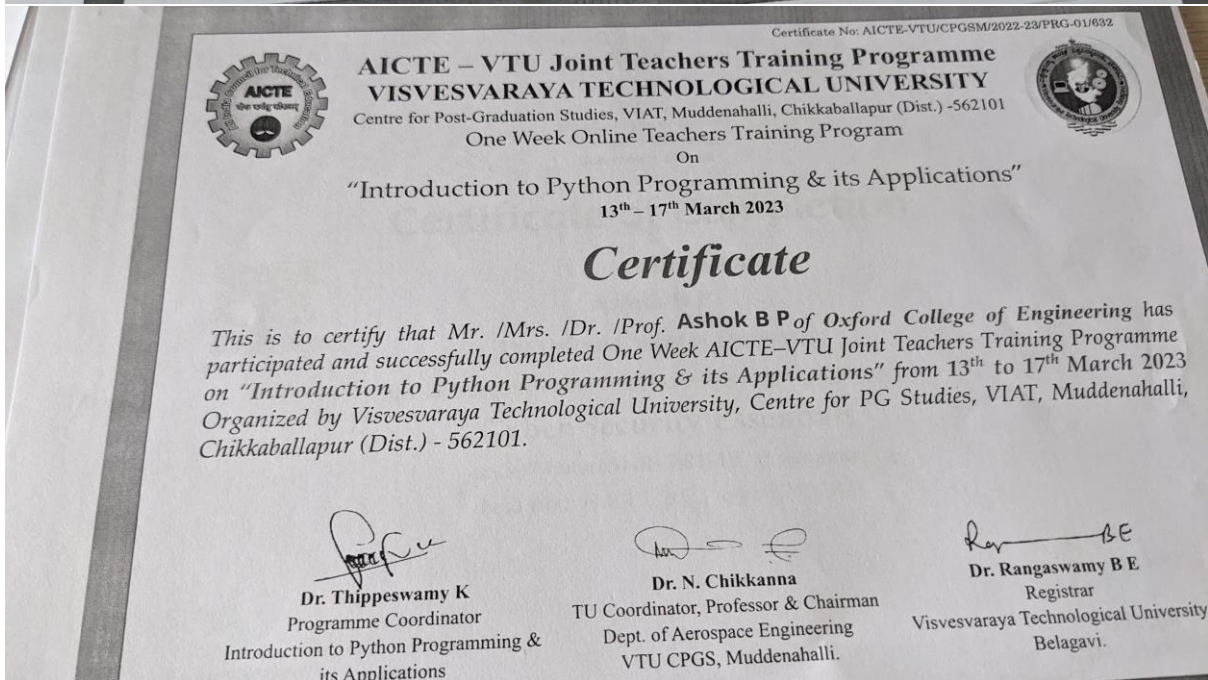 Certificate No: AICTE-VTU/CPGSM/2022-23/PRG-01/632
AICTE
AICTE – VTU Joint Teachers Training Programme
VISVESVARAYA TECHNOLOGICAL UNIVERSITY
Centre for Post-Graduation Studies, VIAT, Muddenahalli, Chikkaballapur (Dist.) -562101
One Week Online Teachers Training Program
On
“Introduction to Python Programming & its Applications”
13th – 17th March 2023
Certificate
This is to certify that Mr. /Mrs. /Dr. /Prof. Ashok B P of Oxford College of Engineering has
participated and successfully completed One Week AICTE–VTU Joint Teachers Training Programme
on “Introduction to Python Programming & its Applications” from 13th to 17th March 2023
Organized by Visvesvaraya Technological University, Centre for PG Studies, VIAT, Muddenahalli,
Chikkaballapur (Dist.) - 562101.
Dr. Thippeswamy K
Programme Coordinator
Introduction to Python Programming &
its Applications
Dr. N. Chikkanna
TU Coordinator, Professor & Chairman
Dept. of Aerospace Engineering
VTU CPGS, Muddenahalli.
BE
Dr. Rangaswamy B E
Registrar
Visvesvaraya Technological University
Belagavi.